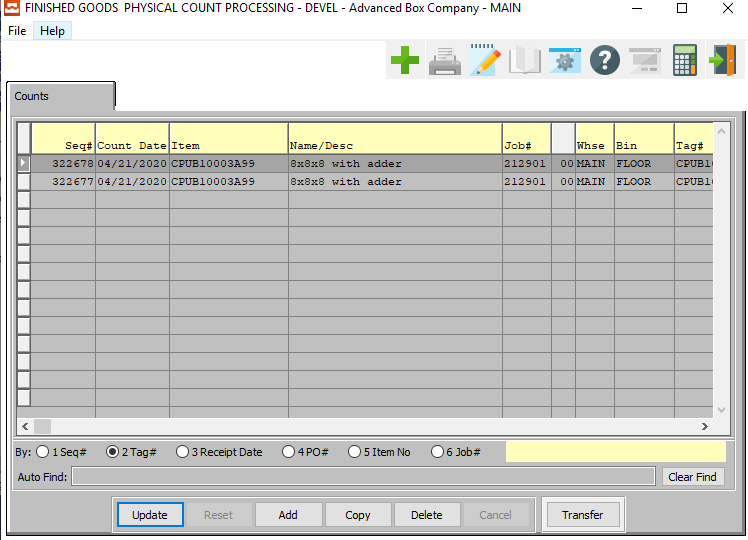 FINISHED GOODS  PHYSICAL COUNT PROCESSING - DEVEL - Advanced Box Company - MAIN
File Help
Counts
Seq# Count Date Item Name/Desc Job# Whse Bin Tag#
322678 04/21/2020 CPUB10003A99 8x8x8 with adder 212901 00 MAIN FLOOR CPUB1
322677 04/21/2020 CPUB10003A99 8x8x8 with adder 212901 00 MAIN FLOOR CPUB1
By: 1 Seq# 2 Tag# 3 Receipt Date 4 PO# 5 Item No 6 Job#
Auto Find: Clear Find
Update Reset Add Copy Delete Cancel Transfer